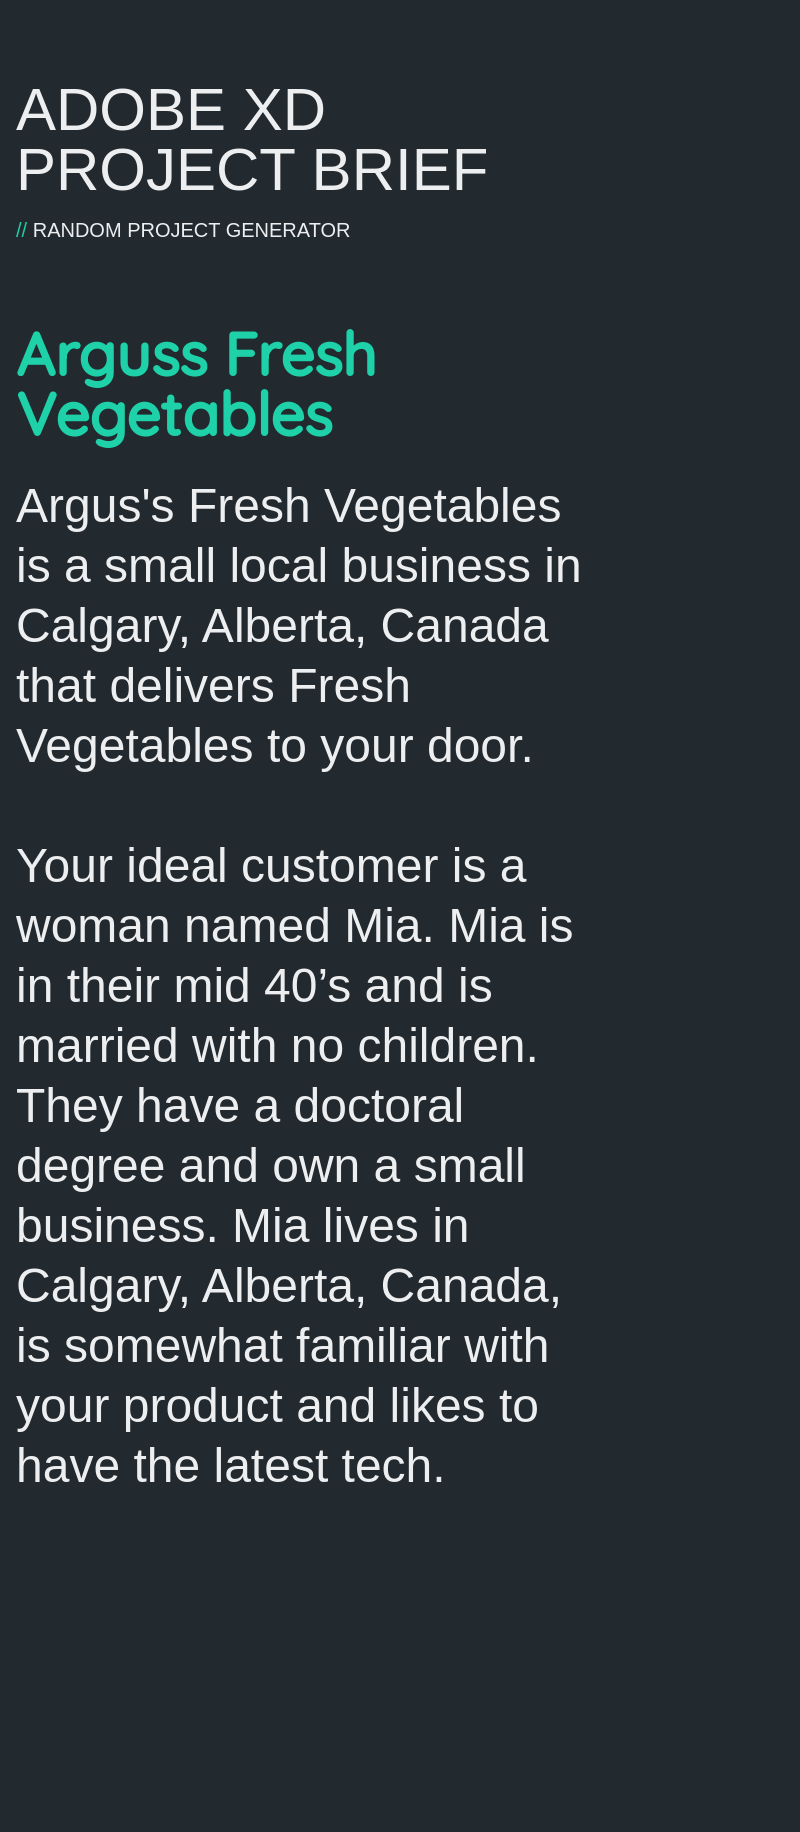 ADOBE XD
PROJECT BRIEF
// RANDOM PROJECT GENERATOR
Arguss Fresh
Vegetables
Argus's Fresh Vegetables
is a small local business in
Calgary, Alberta, Canada
that delivers Fresh
Vegetables to your door.
Your ideal customer is a
woman named Mia. Mia is
in their mid 40’s and is
married with no children.
They have a doctoral
degree and own a small
business. Mia lives in
Calgary, Alberta, Canada,
is somewhat familiar with
your product and likes to
have the latest tech.